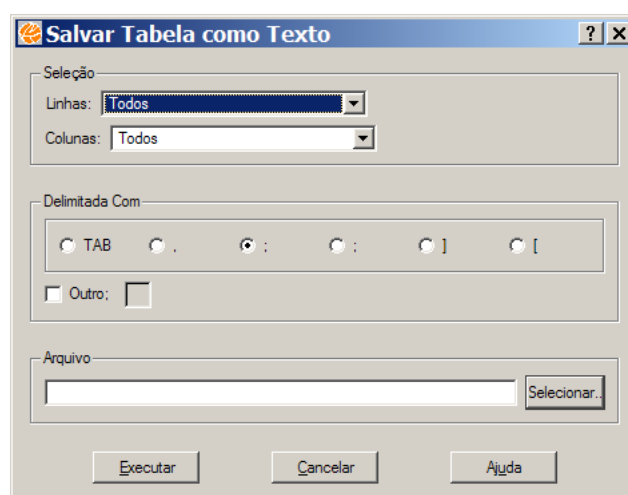 Salvar Tabela como Texto
Seleção
Linhas: Todos
Colunas: Todos
Delimitada Com
TAB , ; : ] [
Outro:
Arquivo
Selecionar..
Executar Cancelar Ajuda